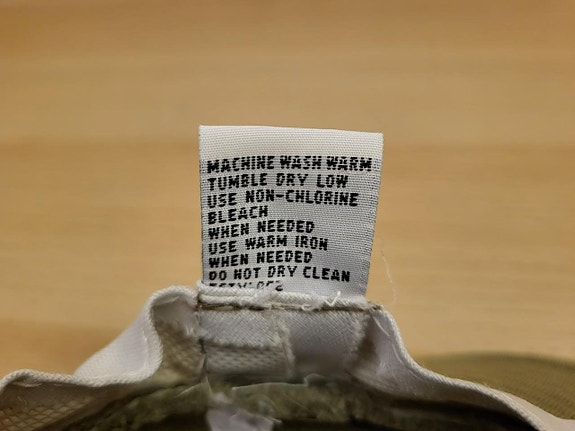 MACHINE WASH WARM
TUMBLE DRY LOW
USE NON-CHLORINE
BLEACH
WHEN NEEDED
USE WARM IRON
WHEN NEEDED
DO NOT DRY CLEAN